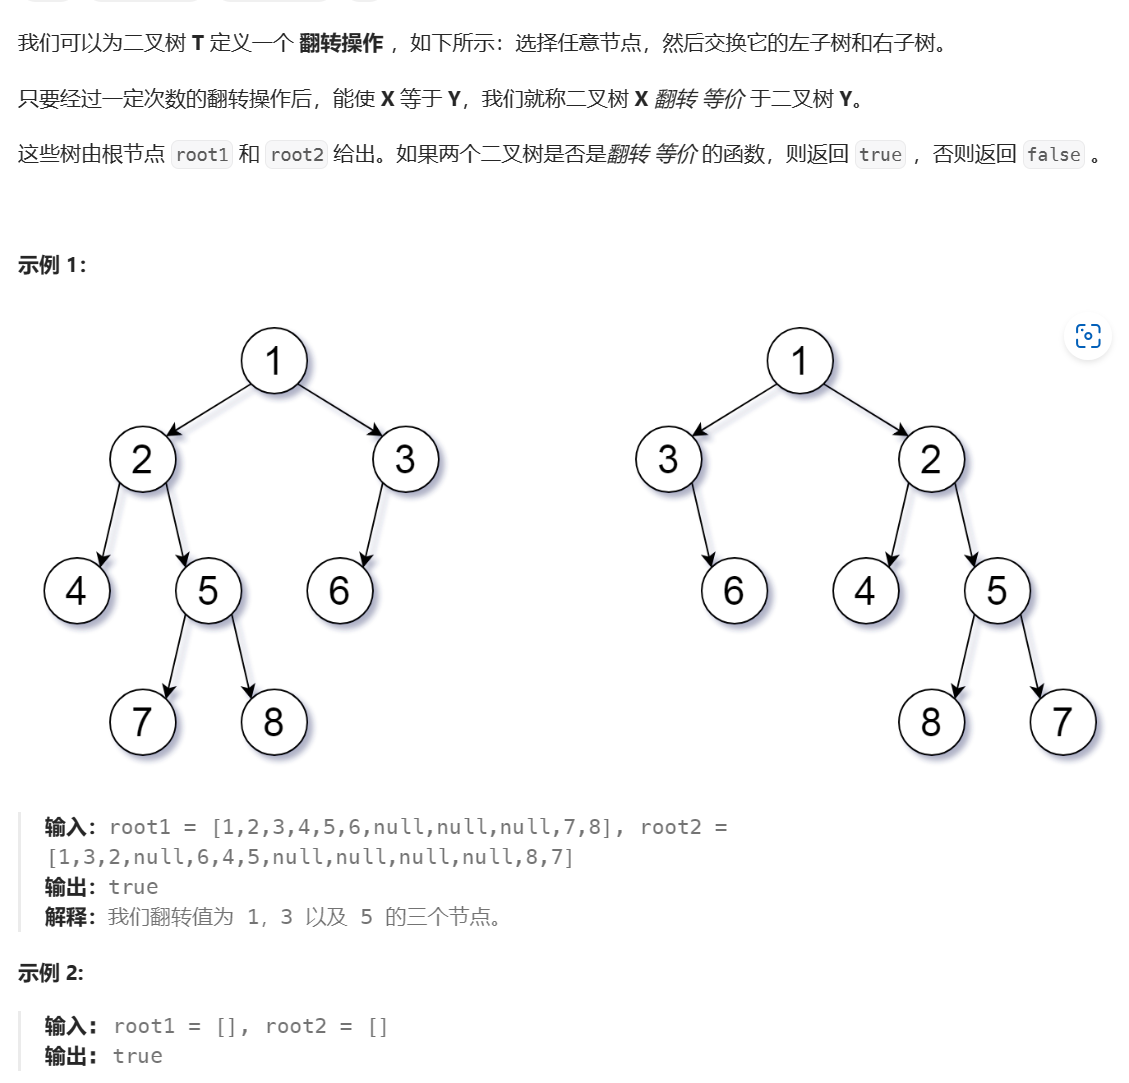 我们可以为二叉树 T 定义一个 翻转操作 ，如下所示：选择任意节点，然后交换它的左子树和右子树。
只要经过一定次数的翻转操作后，能使 X 等于 Y，我们就称二叉树 X 翻转 等价 于二叉树 Y。
这些树由根节点 root1 和 root2 给出。如果两个二叉树是否是翻转 等价 的函数，则返回 true ，否则返回 false 。
示例 1：
1 1
2 3 3 2
4 5 6 6 4 5
7 8 8 7
输入：root1 = [1,2,3,4,5,6,null,null,null,7,8], root2 =
[1,3,2,null,6,4,5,null,null,null,null,8,7]
输出：true
解释：我们翻转值为 1，3 以及 5 的三个节点。
示例 2:
输入: root1 = [], root2 = []
输出: true